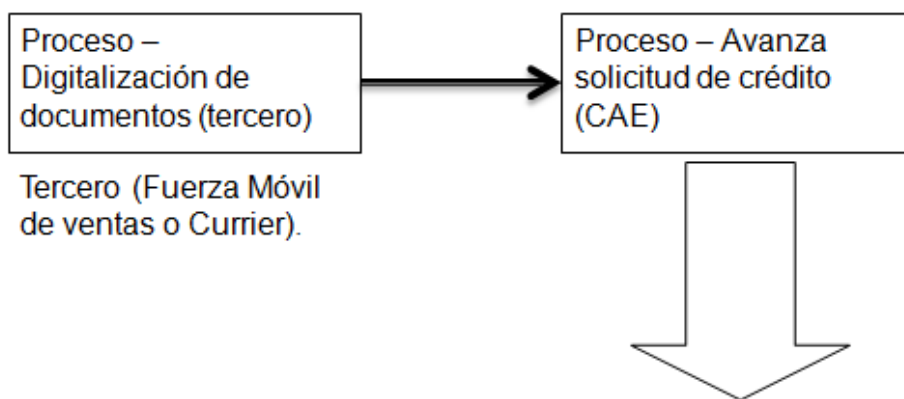 Proceso –
Digitalización de
documentos (tercero)
Proceso – Avanza
solicitud de crédito
(CAE)
Tercero (Fuerza Móvil
de ventas o Currier).